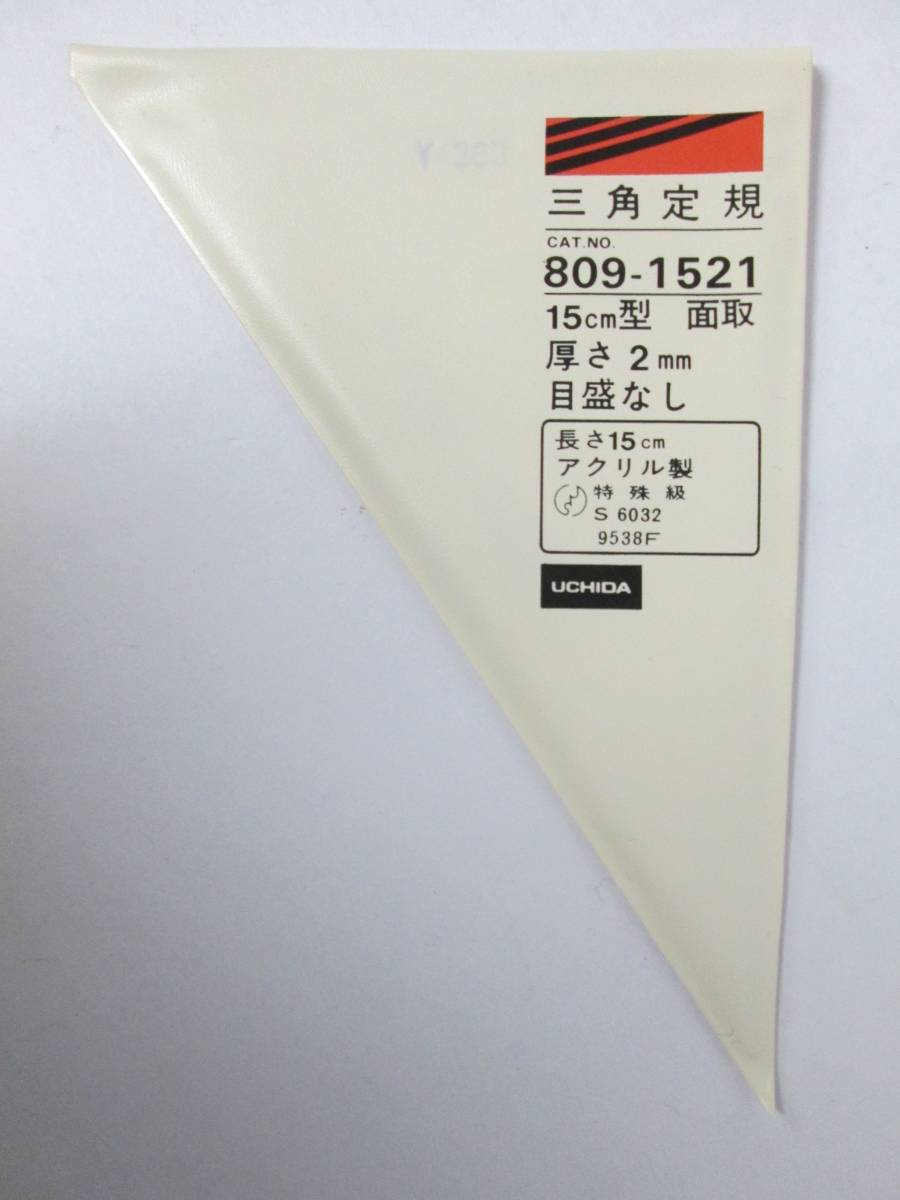 三角定規
CAT.NO.
809-1521
15cm型　面取
厚さ 2 mm
目盛なし
長さ15cm
アクリル製
特殊級
S 6032
9538F
UCHIDA